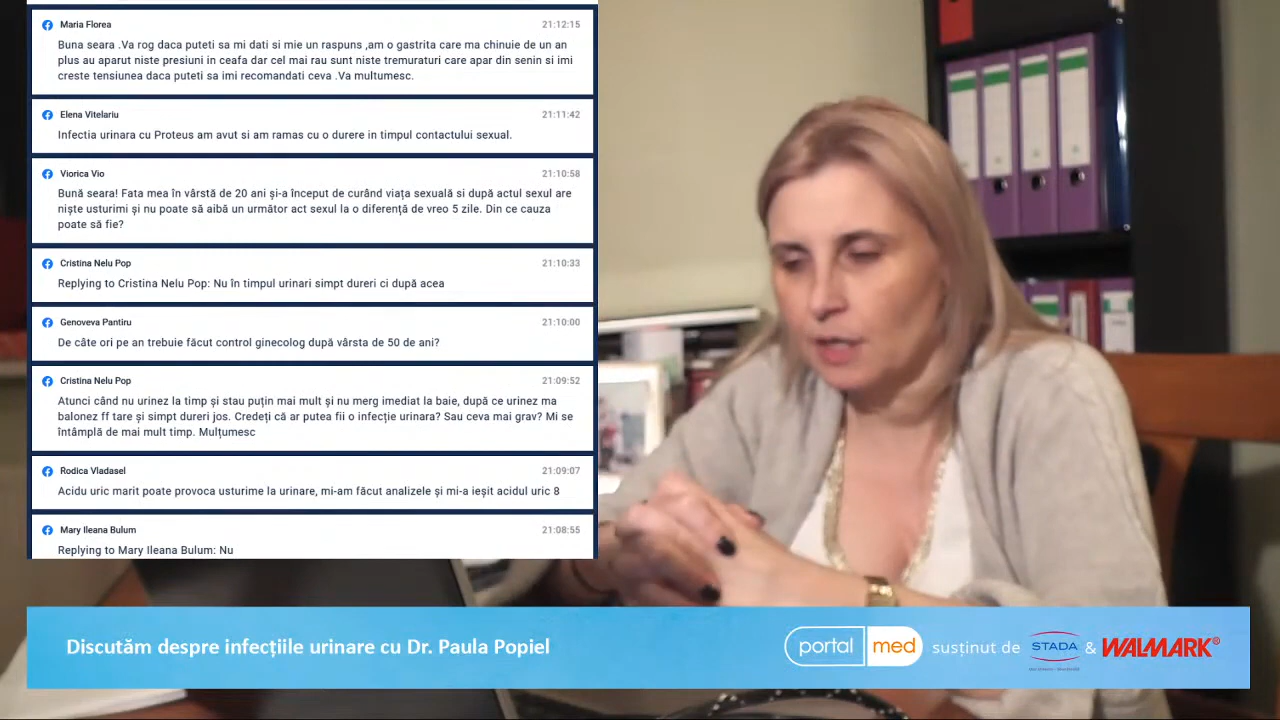 Maria Florea 21:12:15
Buna seara .Va rog daca puteti sa mi dati si mie un raspuns ,am o gastrita care ma chinuie de un an
plus au aparut niste presiuni in ceafa dar cel mai rau sunt niste tremuraturi care apar din senin si imi
creste tensiunea daca puteti sa imi recomandati ceva .Va multumesc.
Elena Vitelariu 21:11:42
Infectia urinara cu Proteus am avut si am ramas cu o durere in timpul contactului sexual.
Viorica Vio 21:10:58
Bună seara! Fata mea în vârstă de 20 ani și-a început de curând viața sexuală si după actul sexul are
niște usturimi și nu poate să aibă un următor act sexul la o diferență de vreo 5 zile. Din ce cauza
poate să fie?
Cristina Nelu Pop 21:10:33
Replying to Cristina Nelu Pop: Nu în timpul urinari simpt dureri ci după acea
Genoveva Pantiru 21:10:00
De câte ori pe an trebuie făcut control ginecolog după vârsta de 50 de ani?
Cristina Nelu Pop 21:09:52
Atunci când nu urinez la timp și stau puțin mai mult și nu merg imediat la baie, după ce urinez ma
balonez ff tare și simpt dureri jos. Credeți că ar putea fii o infecție urinara? Sau ceva mai grav? Mi se
întâmplă de mai mult timp. Mulțumesc
Rodica Vladasel 21:09:07
Acidu uric marit poate provoca usturime la urinare, mi-am făcut analizele și mi-a ieșit acidul uric 8
Mary Ileana Bulum 21:08:55
Replying to Mary Ileana Bulum: Nu
Discutăm despre infecțiile urinare cu Dr. Paula Popiel
portal med susținut de STADA & WALMARK®